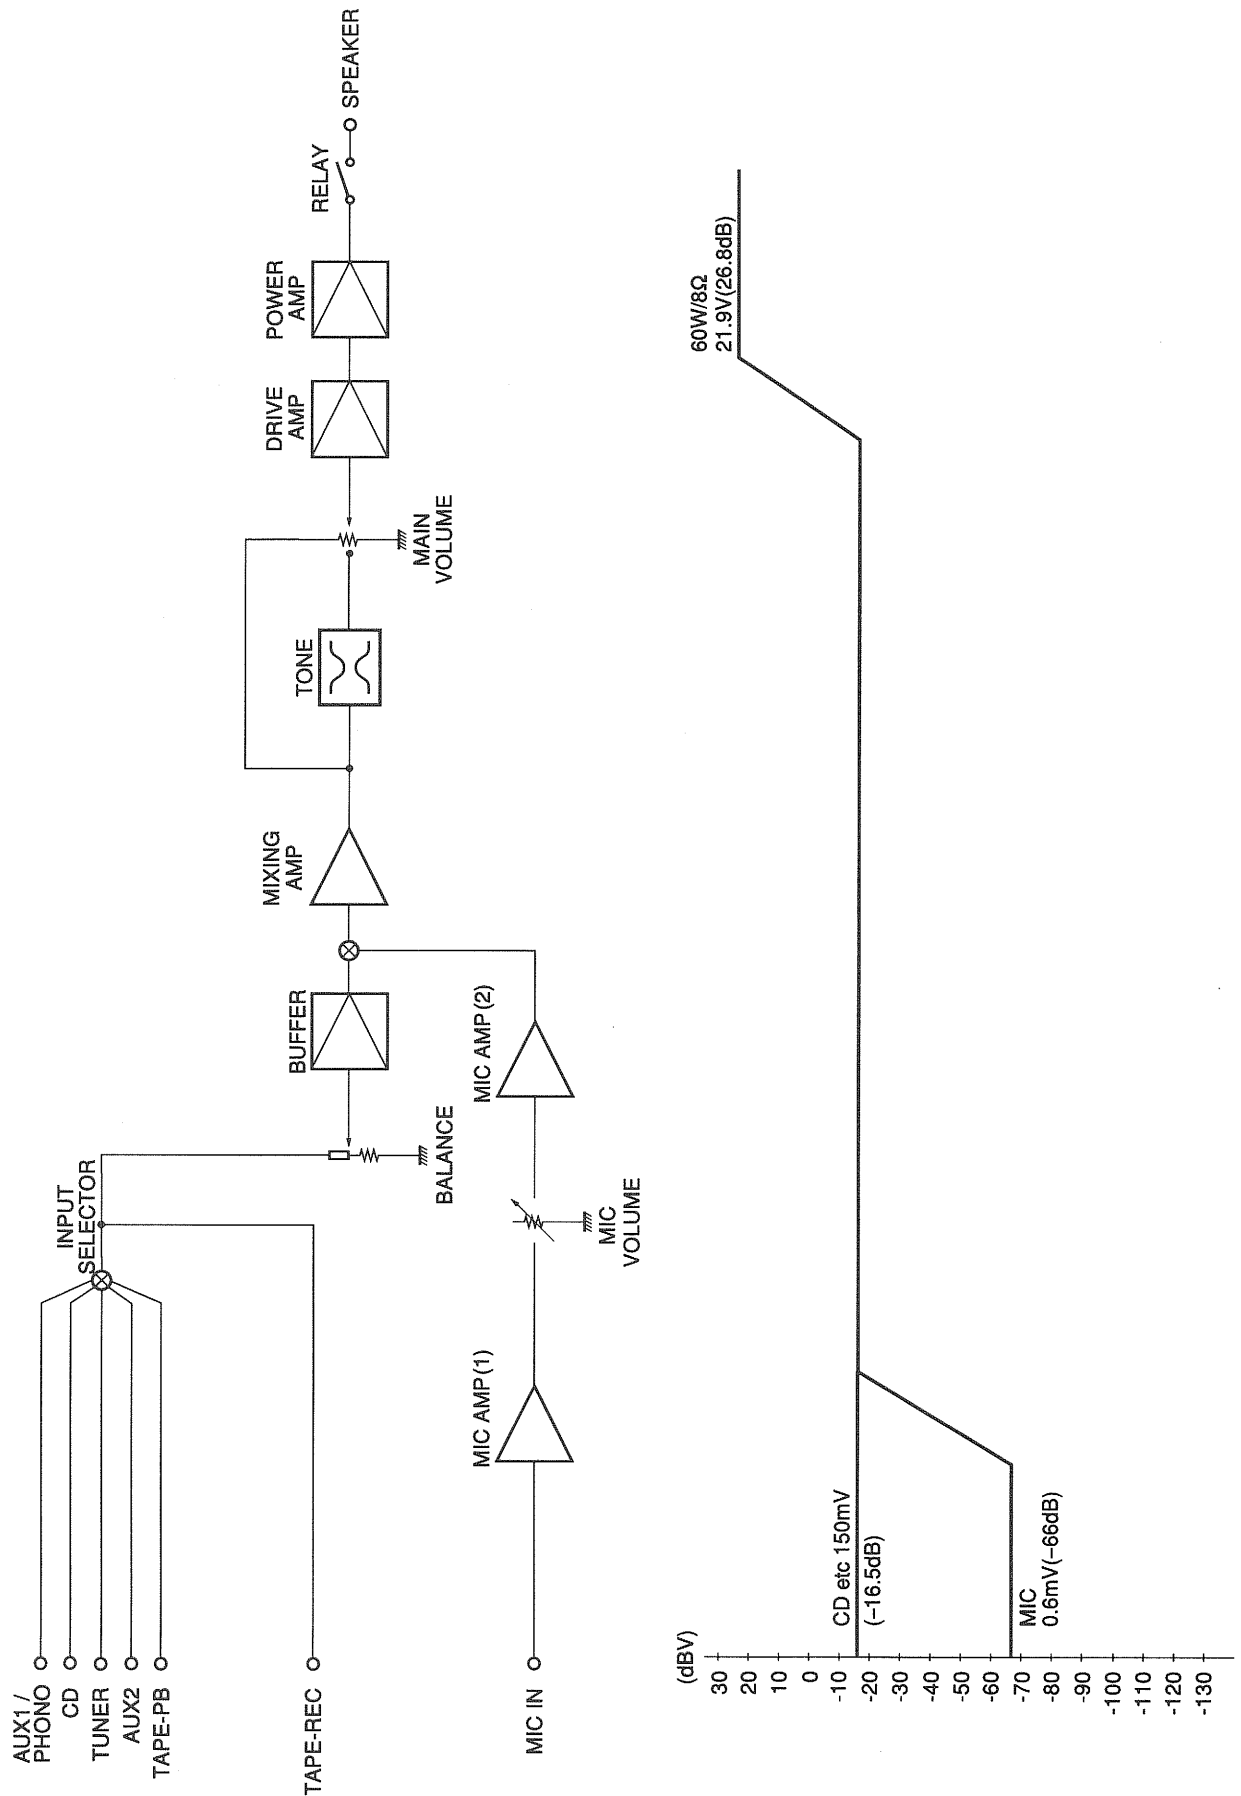 AUX1 /
PHONO
CD
TUNER
AUX2
TAPE-PB
TAPE-REC
MIC IN
INPUT
SELECTOR
BALANCE
BUFFER
MIC AMP(1)
MIC
VOLUME
MIC AMP(2)
MIXING
AMP
TONE
MAIN
VOLUME
DRIVE
AMP
POWER
AMP
RELAY
SPEAKER
(dBV)
30
20
10
0
-10
-20
-30
-40
-50
-60
-70
-80
-90
-100
-110
-120
-130
CD etc 150mV
(−16.5dB)
MIC
0.6mV(−66dB)
60W/8Ω
21.9V(26.8dB)